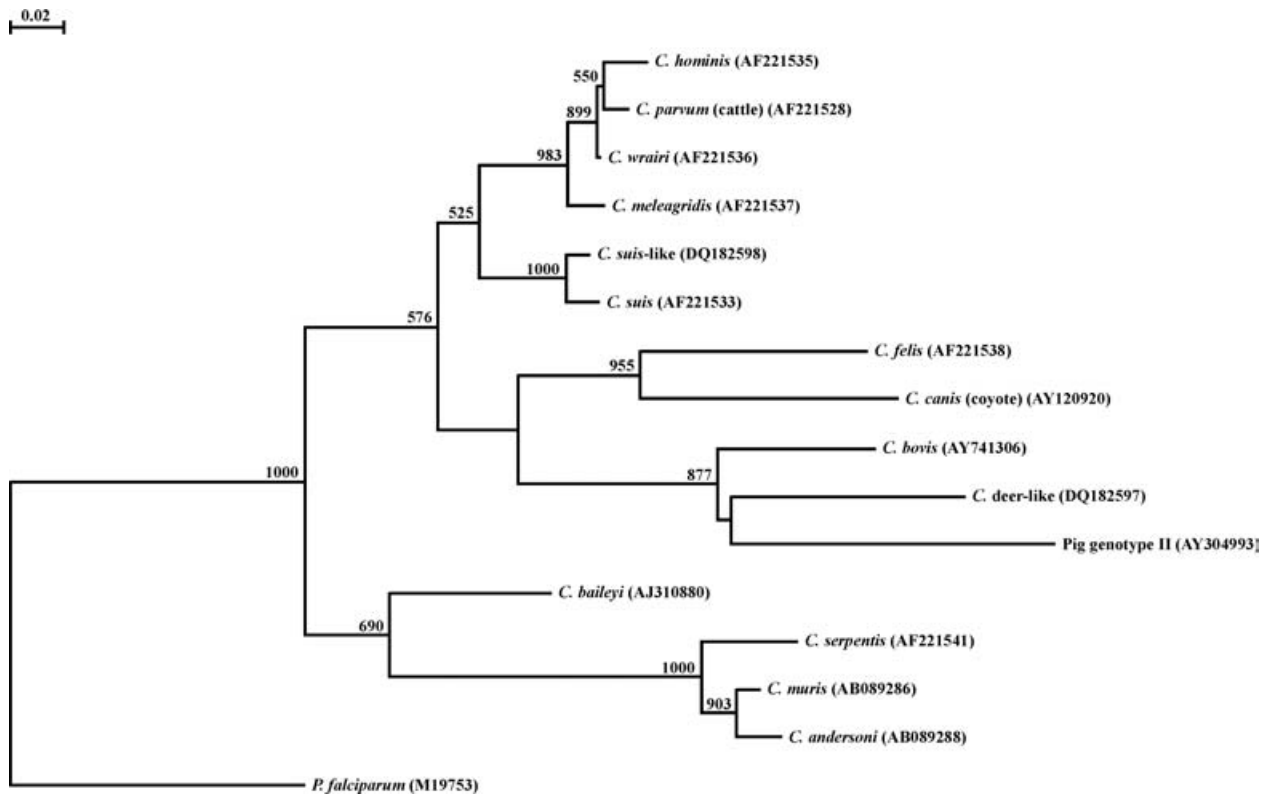 0.02
C. hominis (AF221535)
550
C. parvum (cattle) (AF221528)
899
C. wrairi (AF221536)
983
C. meleagridis (AF221537)
525
C. suis-like (DQ182598)
1000
C. suis (AF221533)
576
C. felis (AF221538)
955
C. canis (coyote) (AY120920)
C. bovis (AY741306)
877
1000
C. deer-like (DQ182597)
Pig genotype II (AY304993)
C. baileyi (AJ310880)
690
C. serpentis (AF221541)
1000
C. muris (AB089286)
903
C. andersoni (AB089288)
P. falciparum (M19753)